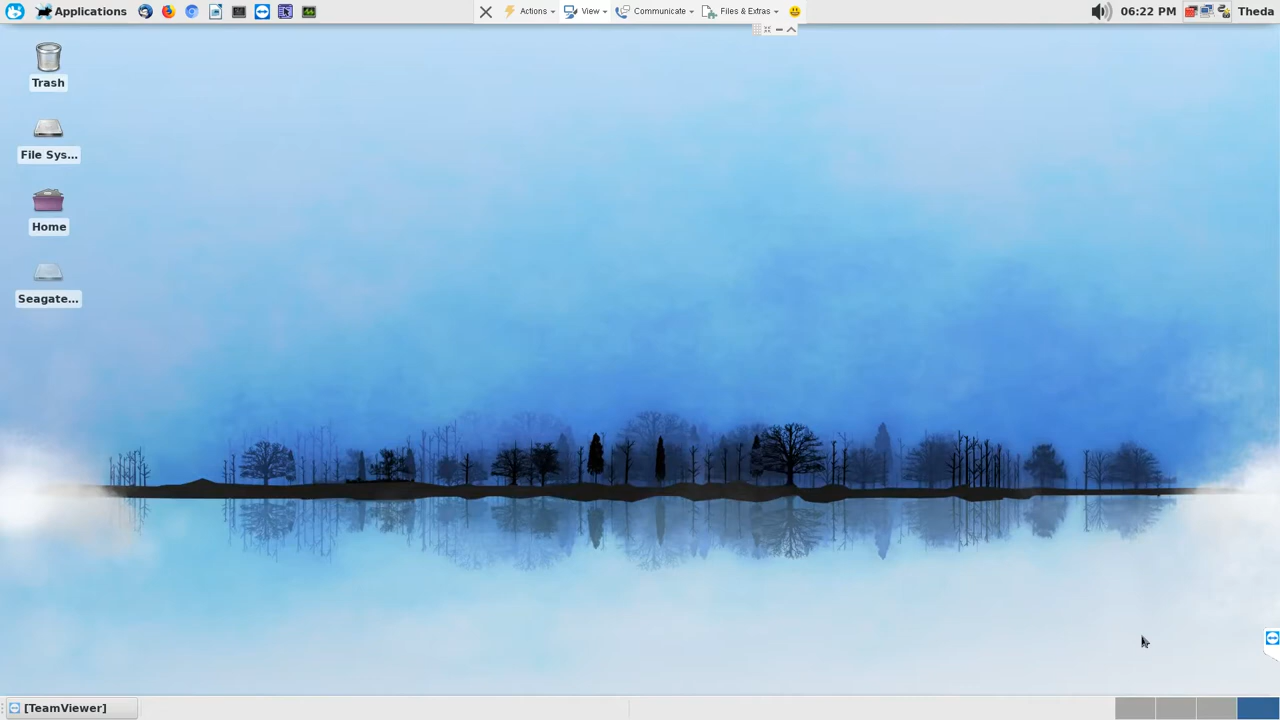 Applications
Actions
View
Communicate
Files & Extras
06:22 PM
Theda
Trash
File Sys...
Home
Seagate...
[TeamViewer]